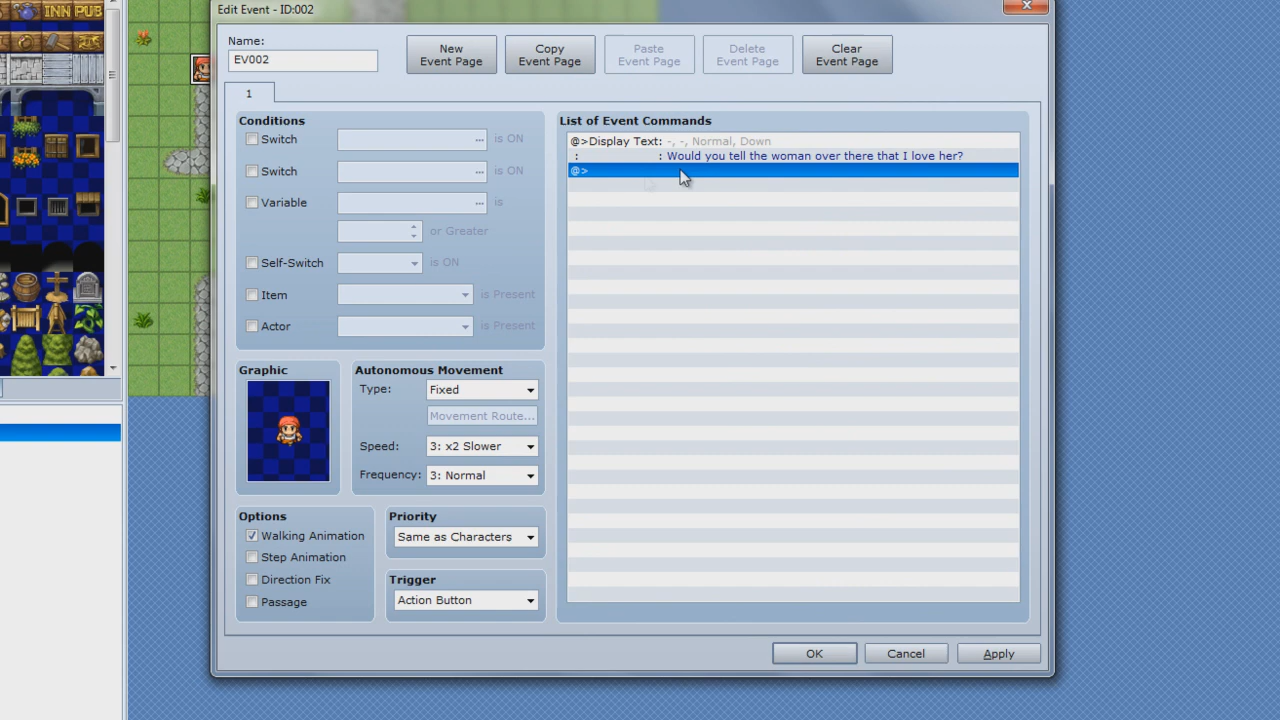 INN PUB
Edit Event - ID:002
Name:
EV002
New
Event Page
Copy
Event Page
Paste
Event Page
Delete
Event Page
Clear
Event Page
1
Conditions
Switch ... is ON
Switch ... is ON
Variable ... is
or Greater
Self-Switch is ON
Item is Present
Actor is Present
Graphic
Autonomous Movement
Type: Fixed
Movement Route...
Speed: 3: x2 Slower
Frequency: 3: Normal
Options
Walking Animation
Step Animation
Direction Fix
Passage
Priority
Same as Characters
Trigger
Action Button
List of Event Commands
@>Display Text: -, -, Normal, Down
: : Would you tell the woman over there that I love her?
@>
OK
Cancel
Apply